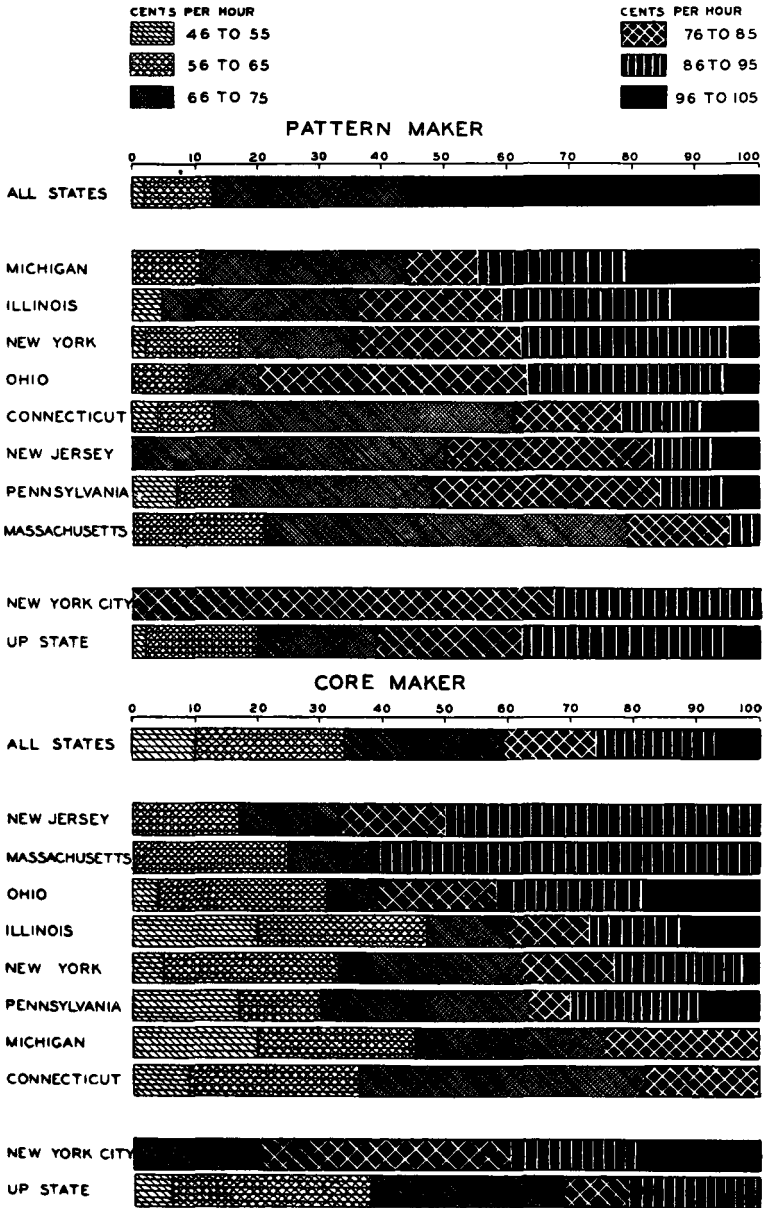 CENTS PER HOUR
46 TO 55
56 TO 65
66 TO 75
CENTS PER HOUR
76 TO 85
86 TO 95
96 TO 105
PATTERN MAKER
0 10 20 30 40 50 60 70 80 90 100
ALL STATES
MICHIGAN
ILLINOIS
NEW YORK
OHIO
CONNECTICUT
NEW JERSEY
PENNSYLVANIA
MASSACHUSETTS
NEW YORK CITY
UP STATE
CORE MAKER
0 10 20 30 40 50 60 70 80 90 100
ALL STATES
NEW JERSEY
MASSACHUSETTS
OHIO
ILLINOIS
NEW YORK
PENNSYLVANIA
MICHIGAN
CONNECTICUT
NEW YORK CITY
UP STATE